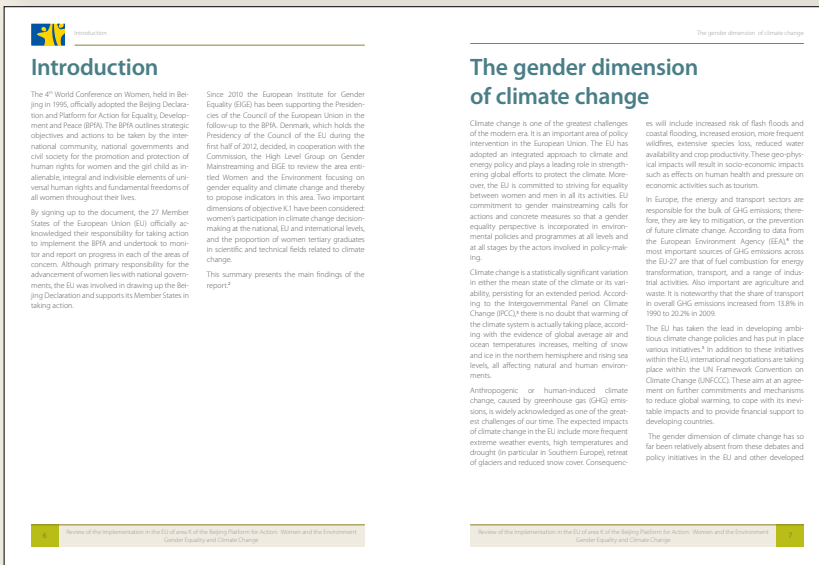 Introduction
Introduction
The 4th World Conference on Women, held in Bei-
jing in 1995, officially adopted the Beijing Declara-
tion and Platform for Action for Equality, Develop-
ment and Peace (BPfA). The BPfA outlines strategic
objectives and actions to be taken by the inter-
national community, national governments and
civil society for the promotion and protection of
human rights for women and the girl child as in-
alienable, integral and indivisible elements of uni-
versal human rights and fundamental freedoms of
all women throughout their lives.
By signing up to the document, the 27 Member
States of the European Union (EU) officially ac-
knowledged their responsibility for taking action
to implement the BPfA and undertook to moni-
tor and report on progress in each of the areas of
concern. Although primary responsibility for the
advancement of women lies with national govern-
ments, the EU was involved in drawing up the Bei-
jing Declaration and supports its Member States in
taking action.
Since 2010 the European Institute for Gender
Equality (EIGE) has been supporting the Presiden-
cies of the Council of the European Union in the
follow-up to the BPfA. Denmark, which holds the
Presidency of the Council of the EU during the
first half of 2012, decided, in cooperation with the
Commission, the High Level Group on Gender
Mainstreaming and EIGE to review the area enti-
tled Women and the Environment focusing on
gender equality and climate change and thereby
to propose indicators in this area. Two important
dimensions of objective K.1 have been considered:
women's participation in climate change decision-
making at the national, EU and international levels,
and the proportion of women tertiary graduates
in scientific and technical fields related to climate
change.
This summary presents the main findings of the
report.²
6
Review of the Implementation in the EU of area K of the Beijing Platform for Action: Women and the Environment
Gender Equality and Climate Change
The gender dimension of climate change
The gender dimension
of climate change
Climate change is one of the greatest challenges
of the modern era. It is an important area of policy
intervention in the European Union. The EU has
adopted an integrated approach to climate and
energy policy and plays a leading role in strength-
ening global efforts to protect the climate. More-
over, the EU is committed to striving for equality
between women and men in all its activities. EU
commitment to gender mainstreaming calls for
actions and concrete measures so that a gender
equality perspective is incorporated in environ-
mental policies and programmes at all levels and
at all stages by the actors involved in policy-mak-
ing.
Climate change is a statistically significant variation
in either the mean state of the climate or its vari-
ability, persisting for an extended period. Accord-
ing to the Intergovernmental Panel on Climate
Change (IPCC),³ there is no doubt that warming of
the climate system is actually taking place, accord-
ing with the evidence of global average air and
ocean temperatures increases, melting of snow
and ice in the northern hemisphere and rising sea
levels, all affecting natural and human environ-
ments.
Anthropogenic or human-induced climate
change, caused by greenhouse gas (GHG) emis-
sions, is widely acknowledged as one of the great-
est challenges of our time. The expected impacts
of climate change in the EU include more frequent
extreme weather events, high temperatures and
drought (in particular in Southern Europe), retreat
of glaciers and reduced snow cover. Consequenc-
es will include increased risk of flash floods and
coastal flooding, increased erosion, more frequent
wildfires, extensive species loss, reduced water
availability and crop productivity. These geo-phys-
ical impacts will result in socio-economic impacts
such as effects on human health and pressure on
economic activities such as tourism.
In Europe, the energy and transport sectors are
responsible for the bulk of GHG emissions; there-
fore, they are key to mitigation, or the prevention
of future climate change. According to data from
the European Environment Agency (EEA),⁴ the
most important sources of GHG emissions across
the EU-27 are that of fuel combustion for energy
transformation, transport, and a range of indus-
trial activities. Also important are agriculture and
waste. It is noteworthy that the share of transport
in overall GHG emissions increased from 13.8% in
1990 to 20.2% in 2009.
The EU has taken the lead in developing ambi-
tious climate change policies and has put in place
various initiatives.⁵ In addition to these initiatives
within the EU, international negotiations are taking
place within the UN Framework Convention on
Climate Change (UNFCCC). These aim at an agree-
ment on further commitments and mechanisms
to reduce global warming, to cope with its inevi-
table impacts and to provide financial support to
developing countries.
The gender dimension of climate change has so
far been relatively absent from these debates and
policy initiatives in the EU and other developed
Review of the Implementation in the EU of area K of the Beijing Platform for Action: Women and the Environment
Gender Equality and Climate Change
7